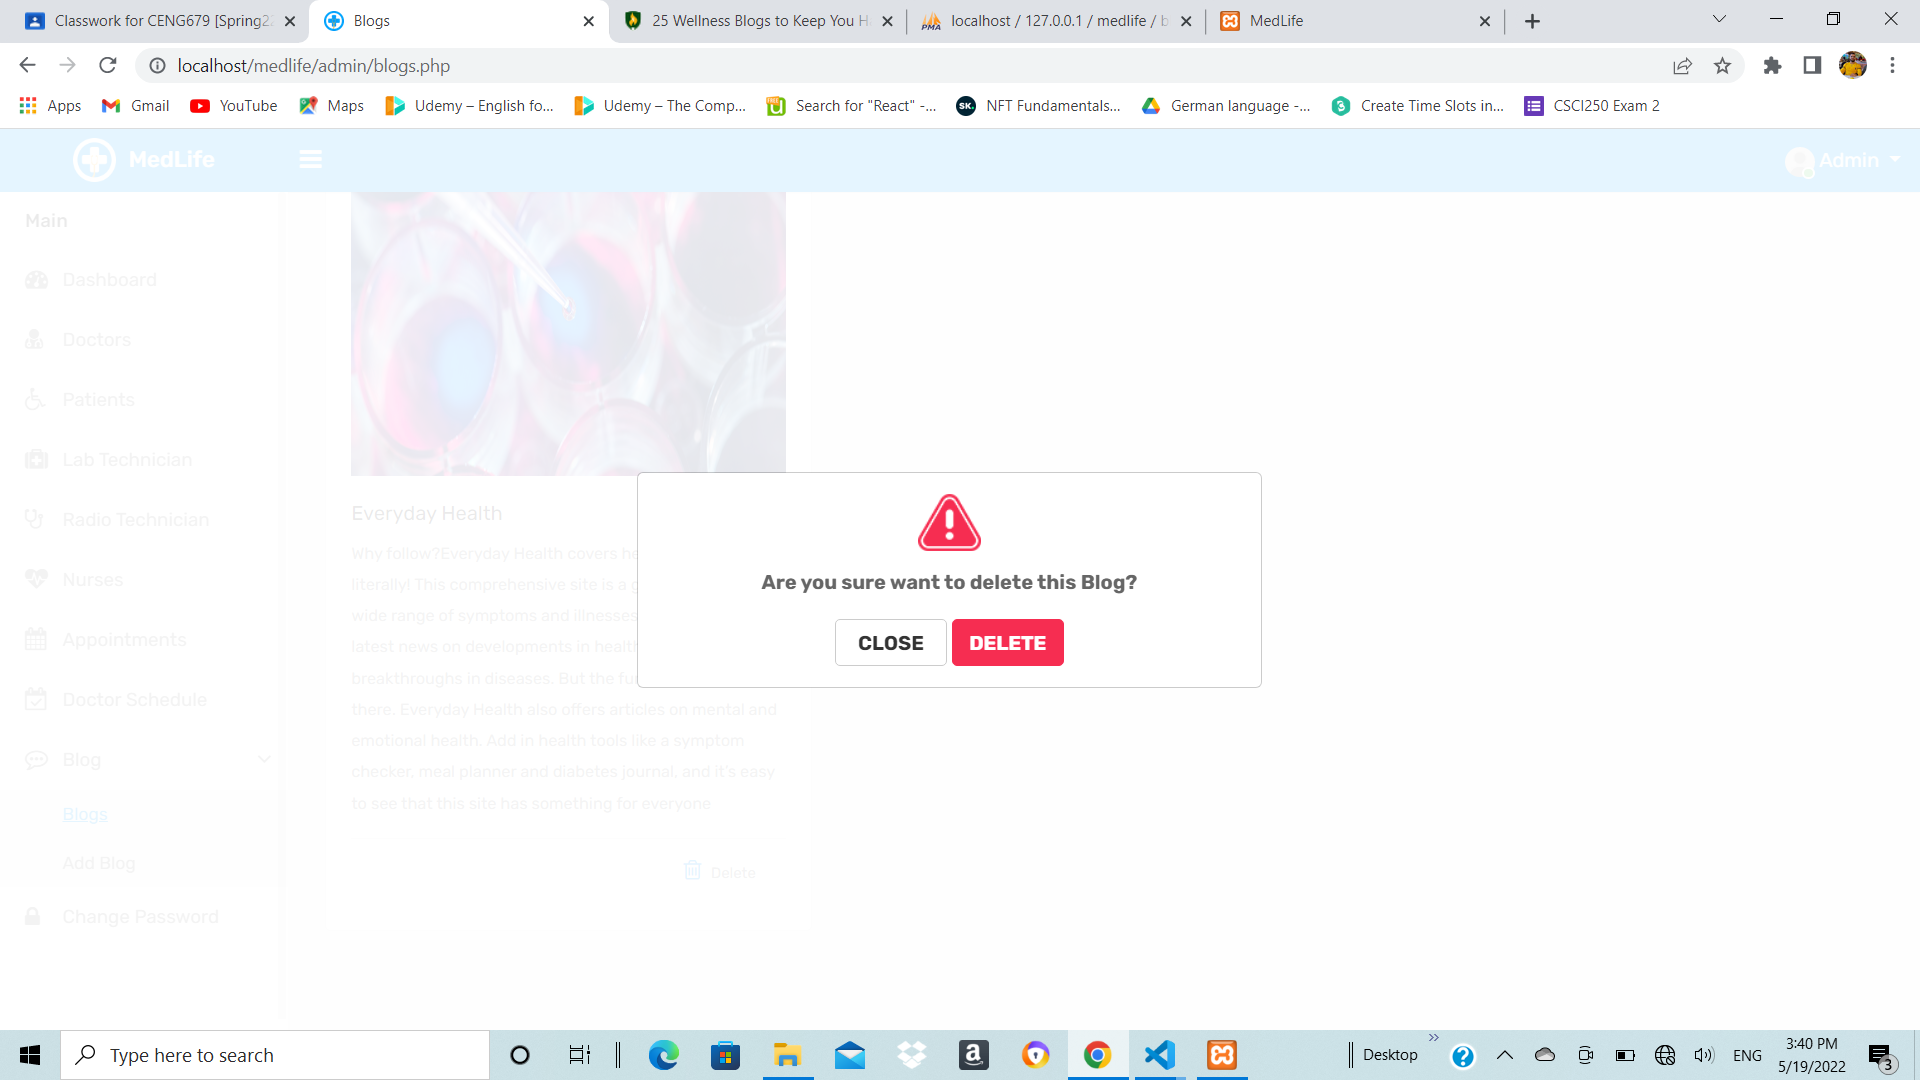 Classwork for CENG679 [Spring22
Blogs
25 Wellness Blogs to Keep You Ha
localhost / 127.0.0.1 / medlife / b
MedLife
localhost/medlife/admin/blogs.php
Apps
Gmail
YouTube
Maps
Udemy – English fo...
Udemy – The Comp...
Search for "React" -...
NFT Fundamentals...
German language -...
Create Time Slots in...
CSCI250 Exam 2
MedLife
Admin
Main
Dashboard
Doctors
Patients
Lab Technician
Radio Technician
Nurses
Appointments
Doctor Schedule
Blog
Blogs
Add Blog
Change Password
Everyday Health
Why follow?Everyday Health covers he
literally! This comprehensive site is a g
wide range of symptoms and illnesses
latest news on developments in health
breakthroughs in diseases. But the fu
there. Everyday Health also offers articles on mental and
emotional health. Add in health tools like a symptom
checker, meal planner and diabetes journal, and it's easy
to see that this site has something for everyone
Delete
Are you sure want to delete this Blog?
CLOSE
DELETE
Type here to search
Desktop
ENG
3:40 PM
5/19/2022
3